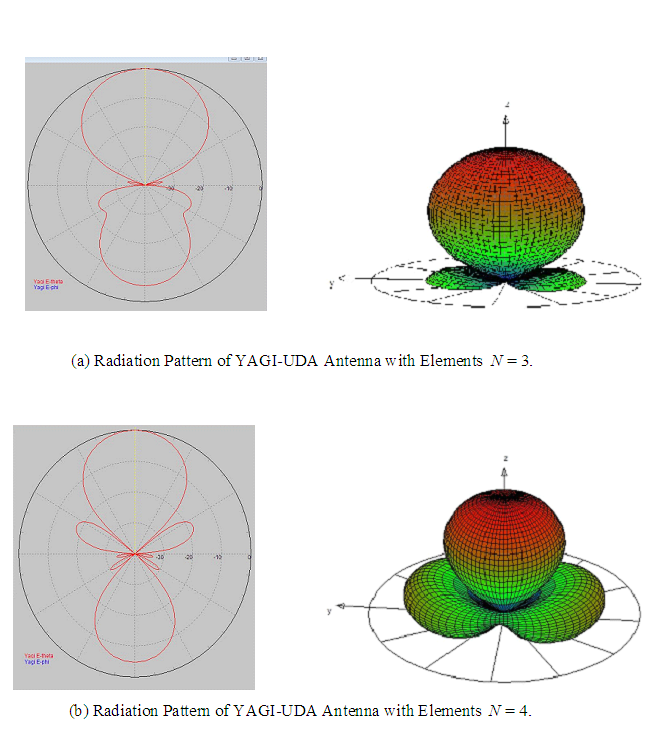 z
-30 -20 -10 0
y
Yagi E-theta
Yagi E-phi
(a) Radiation Pattern of YAGI-UDA Antenna with Elements N = 3.
z
-30 -20 -10 0
y
Yagi E-theta
Yagi E-phi
(b) Radiation Pattern of YAGI-UDA Antenna with Elements N = 4.